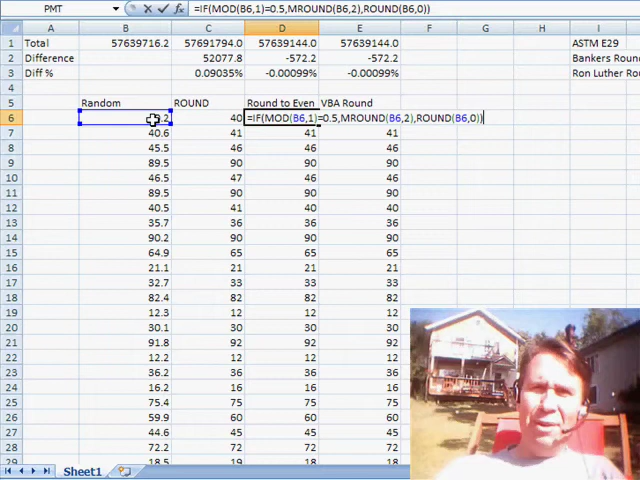 PMT =IF(MOD(B6,1)=0.5,MROUND(B6,2),ROUND(B6,0))
A B C D E F G H I
1 Total 57639716.2 57691794.0 57639144.0 57639144.0 ASTM E29
2 Difference 52077.8 -572.2 -572.2 Bankers Roun
3 Diff % 0.09035% -0.00099% -0.00099% Ron Luther Ro
5 Random ROUND Round to Even VBA Round
6 40 =IF(MOD(B6,1)=0.5,MROUND(B6,2),ROUND(B6,0))
7 40.6 41 41 41
8 45.5 46 46 46
9 89.5 90 90 90
10 46.5 47 46 46
11 89.5 90 90 90
12 40.5 41 40 40
13 35.7 36 36 36
14 90.2 90 90 90
15 64.9 65 65 65
16 21.1 21 21 21
17 32.7 33 33 33
18 82.4 82 82 82
19 12.3 12 12 12
20 30.1 30 30 30
21 91.8 92 92 92
22 12.2 12 12 12
23 36.2 36 36
24 16.2 16 16
25 75.4 75 75
26 59.9 60 60
27 44.6 45 45
28 72.2 72 72
18.5 19 18
Sheet1